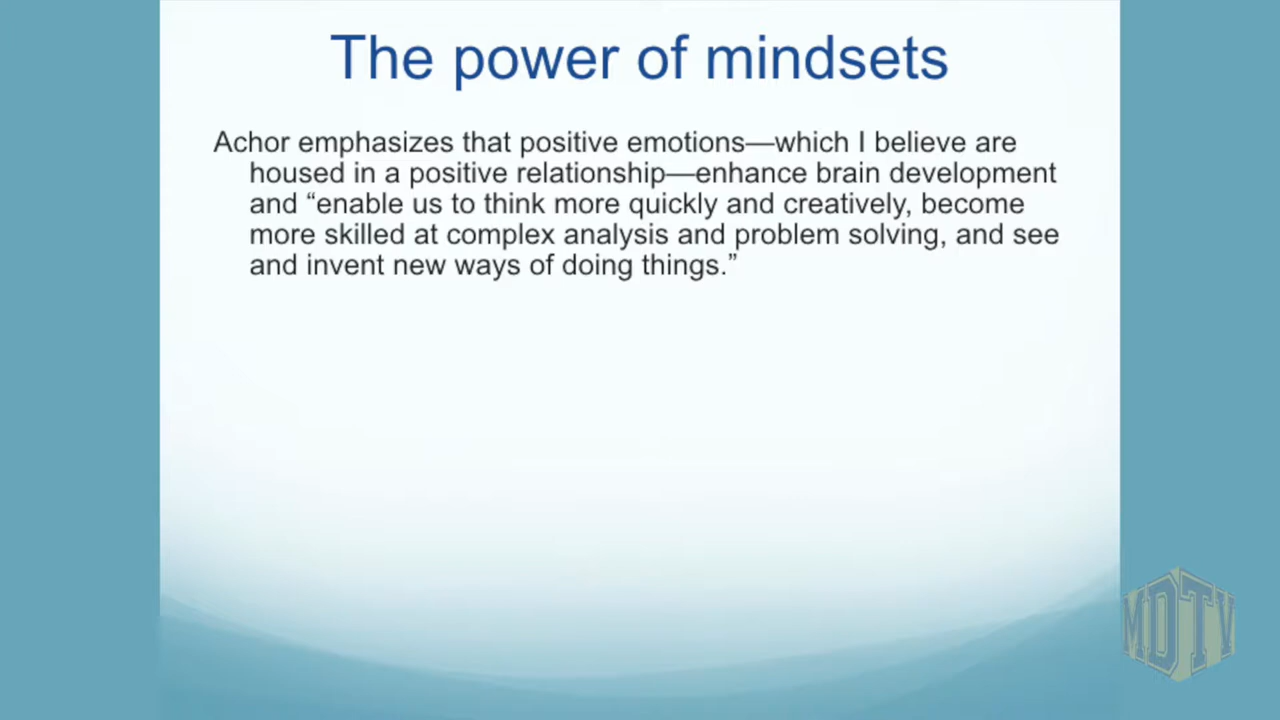 The power of mindsets
Achor emphasizes that positive emotions—which I believe are
housed in a positive relationship—enhance brain development
and “enable us to think more quickly and creatively, become
more skilled at complex analysis and problem solving, and see
and invent new ways of doing things.”
MDTV